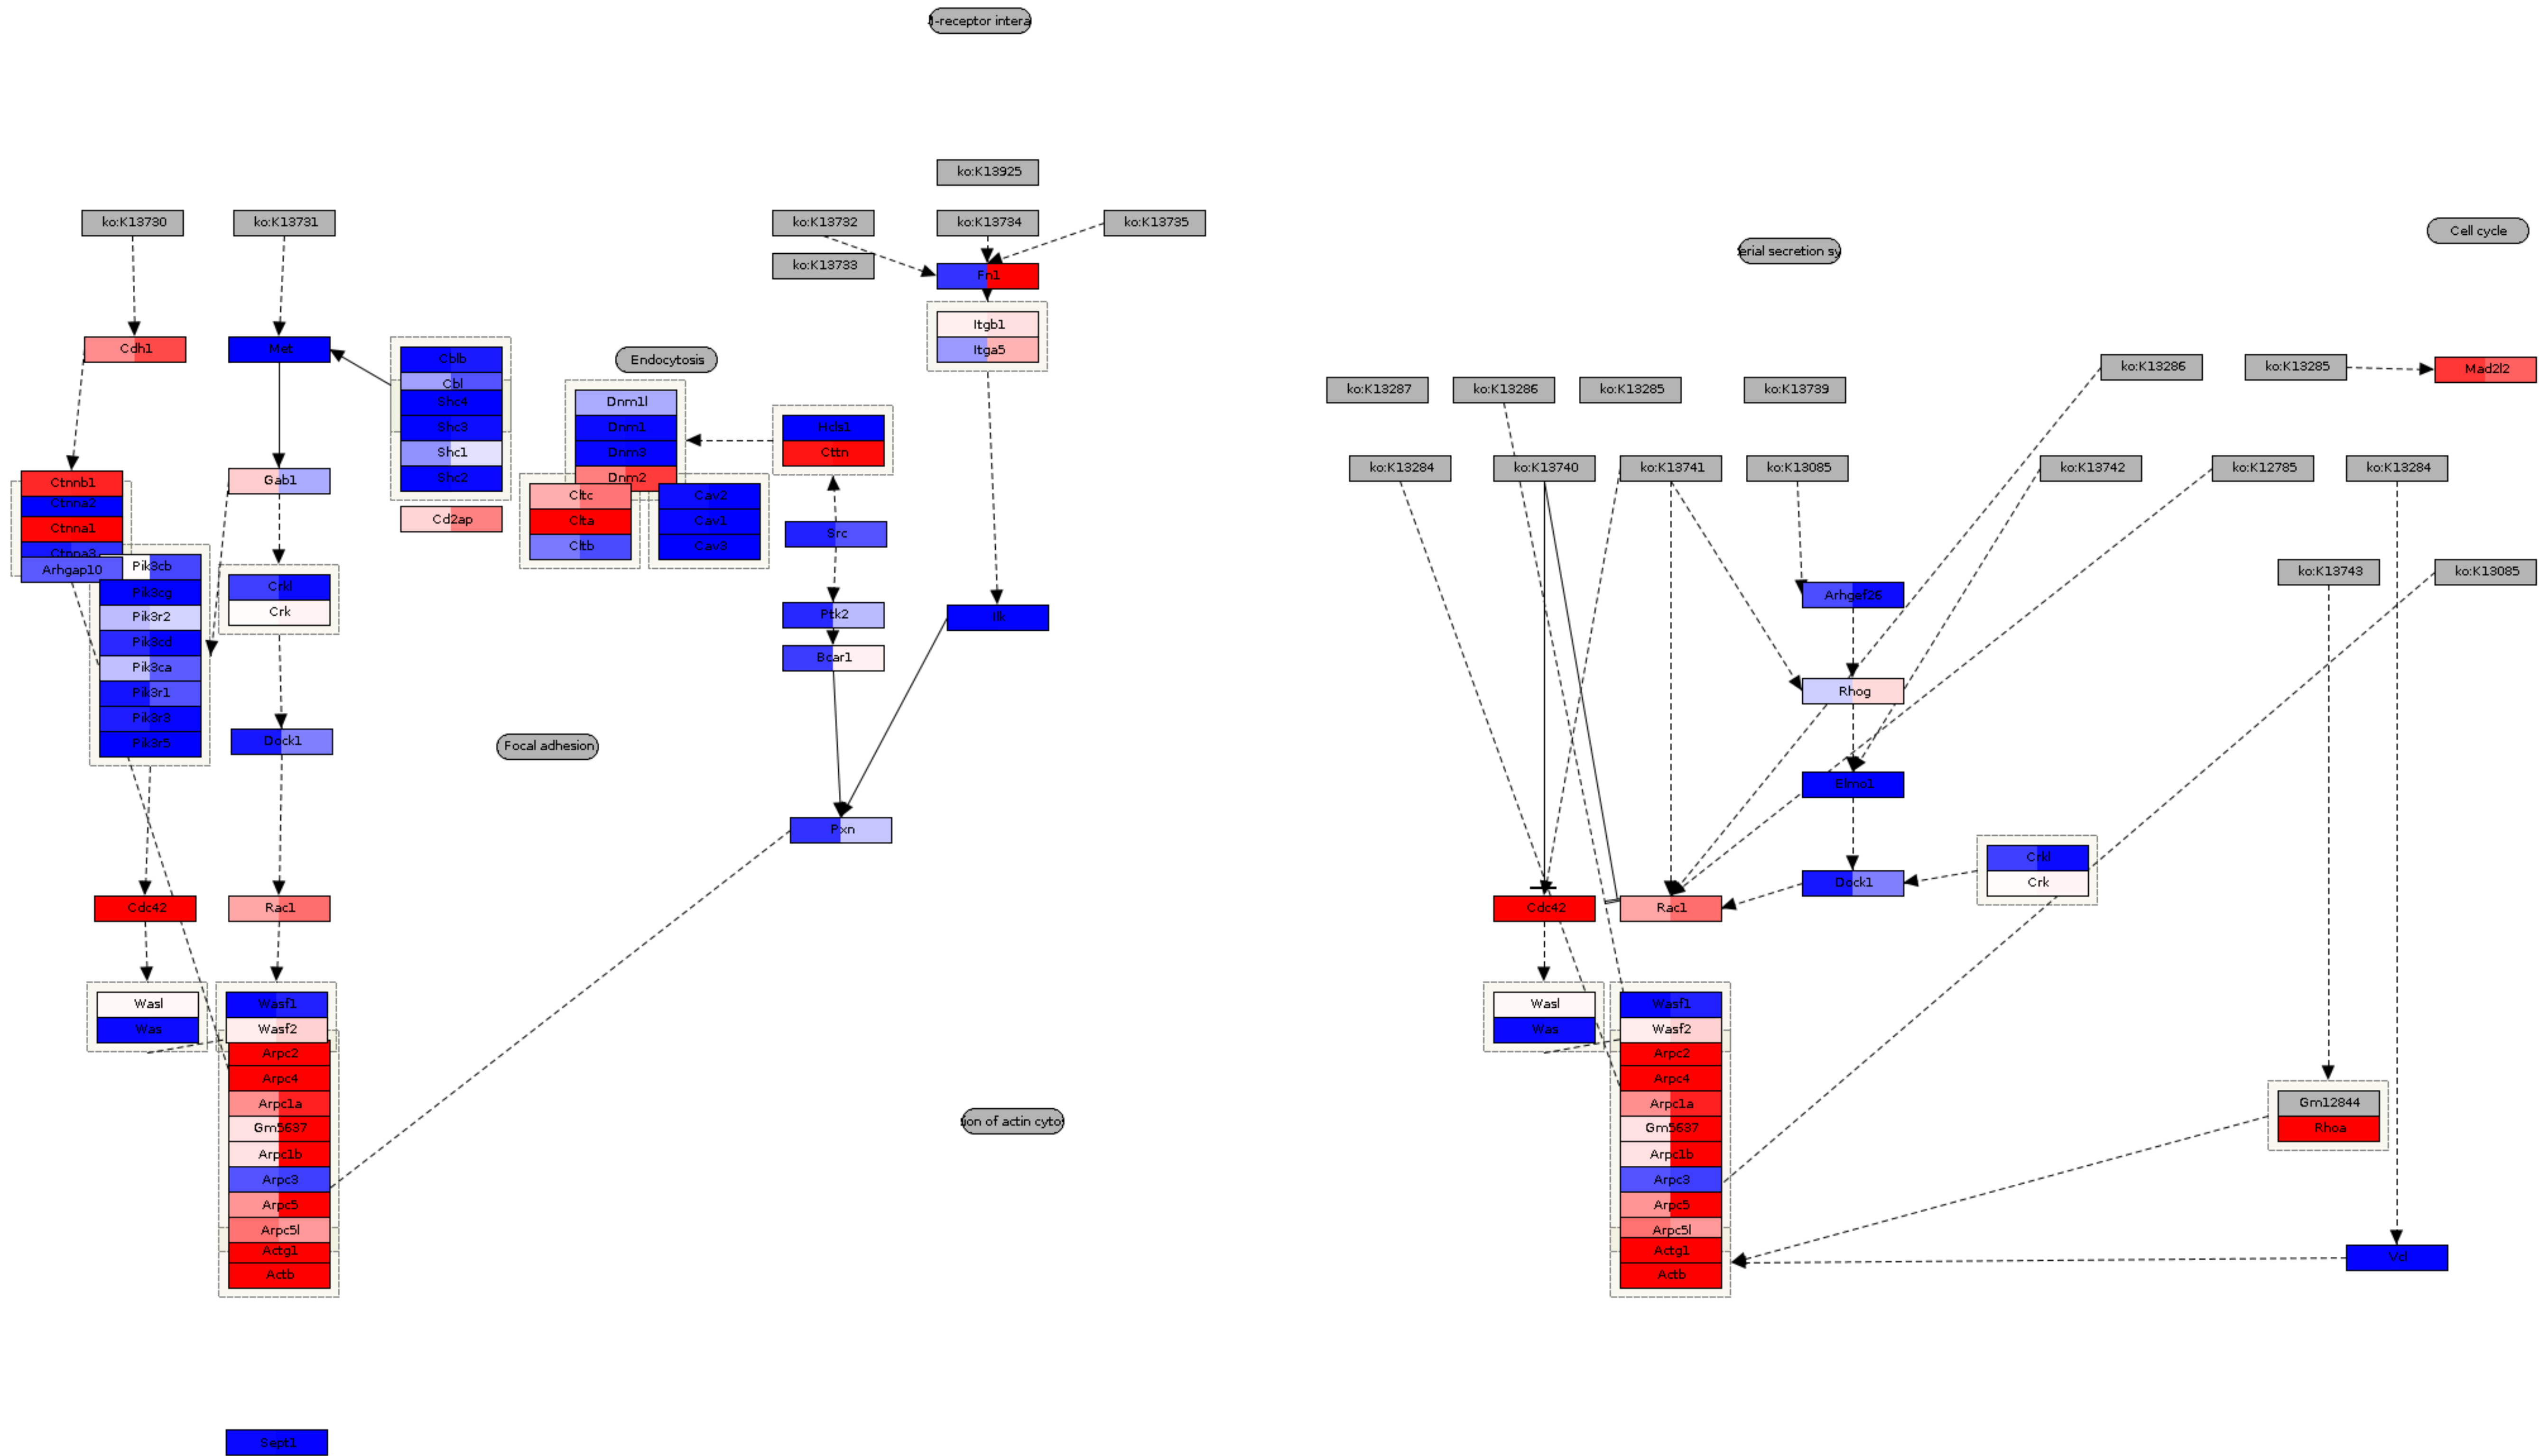 l-receptor intera
ko:K13925
ko:K13730
ko:K13731
ko:K13732
ko:K13734
ko:K13735
ko:K13733
Fn1
erial secretion sy
Cell cycle
Itgb1
Itga5
Cdh1
Met
Cblb
Cbl
Shc4
Shc3
Shc1
Shc2
Cd2ap
Endocytosis
Dnm1l
Dnm1
Dnm3
Dnm2
Cltc
Clta
Cltb
Cav2
Cav1
Cav3
Hcls1
Cttn
Src
Ptk2
Bcar1
Ilk
Pxn
Ctnnb1
Ctnna2
Ctnna1
Ctnna3
Arhgap10
Gab1
Pik3cb
Pik3cg
Pik3r2
Pik3cd
Pik3ca
Pik3r1
Pik3r3
Pik3r5
Crkl
Crk
Dock1
Focal adhesion
Cdc42
Rac1
Wasl
Was
Wasf1
Wasf2
Arpc2
Arpc4
Arpc1a
Gm5637
Arpc1b
Arpc3
Arpc5
Arpc5l
Actg1
Actb
Sept1
ion of actin cyto
ko:K13287
ko:K13286
ko:K13285
ko:K13739
ko:K13286
ko:K13285
Mad2l2
ko:K13284
ko:K13740
ko:K13741
ko:K13085
ko:K13742
ko:K12785
ko:K13284
ko:K13743
ko:K13085
Arhgef26
Rhog
Elmo1
Crkl
Crk
Dock1
Cdc42
Rac1
Wasl
Was
Wasf1
Wasf2
Arpc2
Arpc4
Arpc1a
Gm5637
Arpc1b
Arpc3
Arpc5
Arpc5l
Actg1
Actb
Gm12844
Rhoa
Vcl